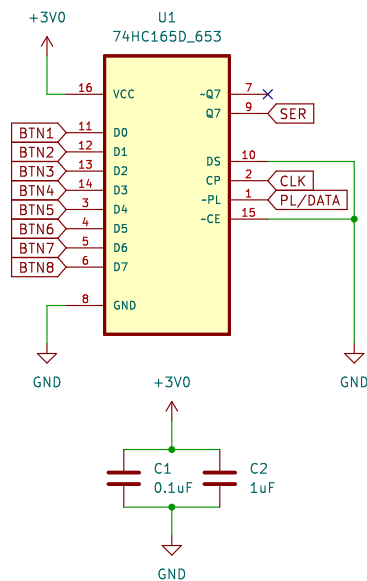 +3V0
U1
74HC165D_653
16 VCC
~Q7 7
Q7 9 SER
BTN1 11 D0
BTN2 12 D1
BTN3 13 D2
BTN4 14 D3
BTN5 3 D4
BTN6 4 D5
BTN7 5 D6
BTN8 6 D7
DS 10
CP 2 CLK
~PL 1 PL/DATA
~CE 15
8 GND
GND
GND
+3V0
C1
0.1uF
C2
1uF
GND